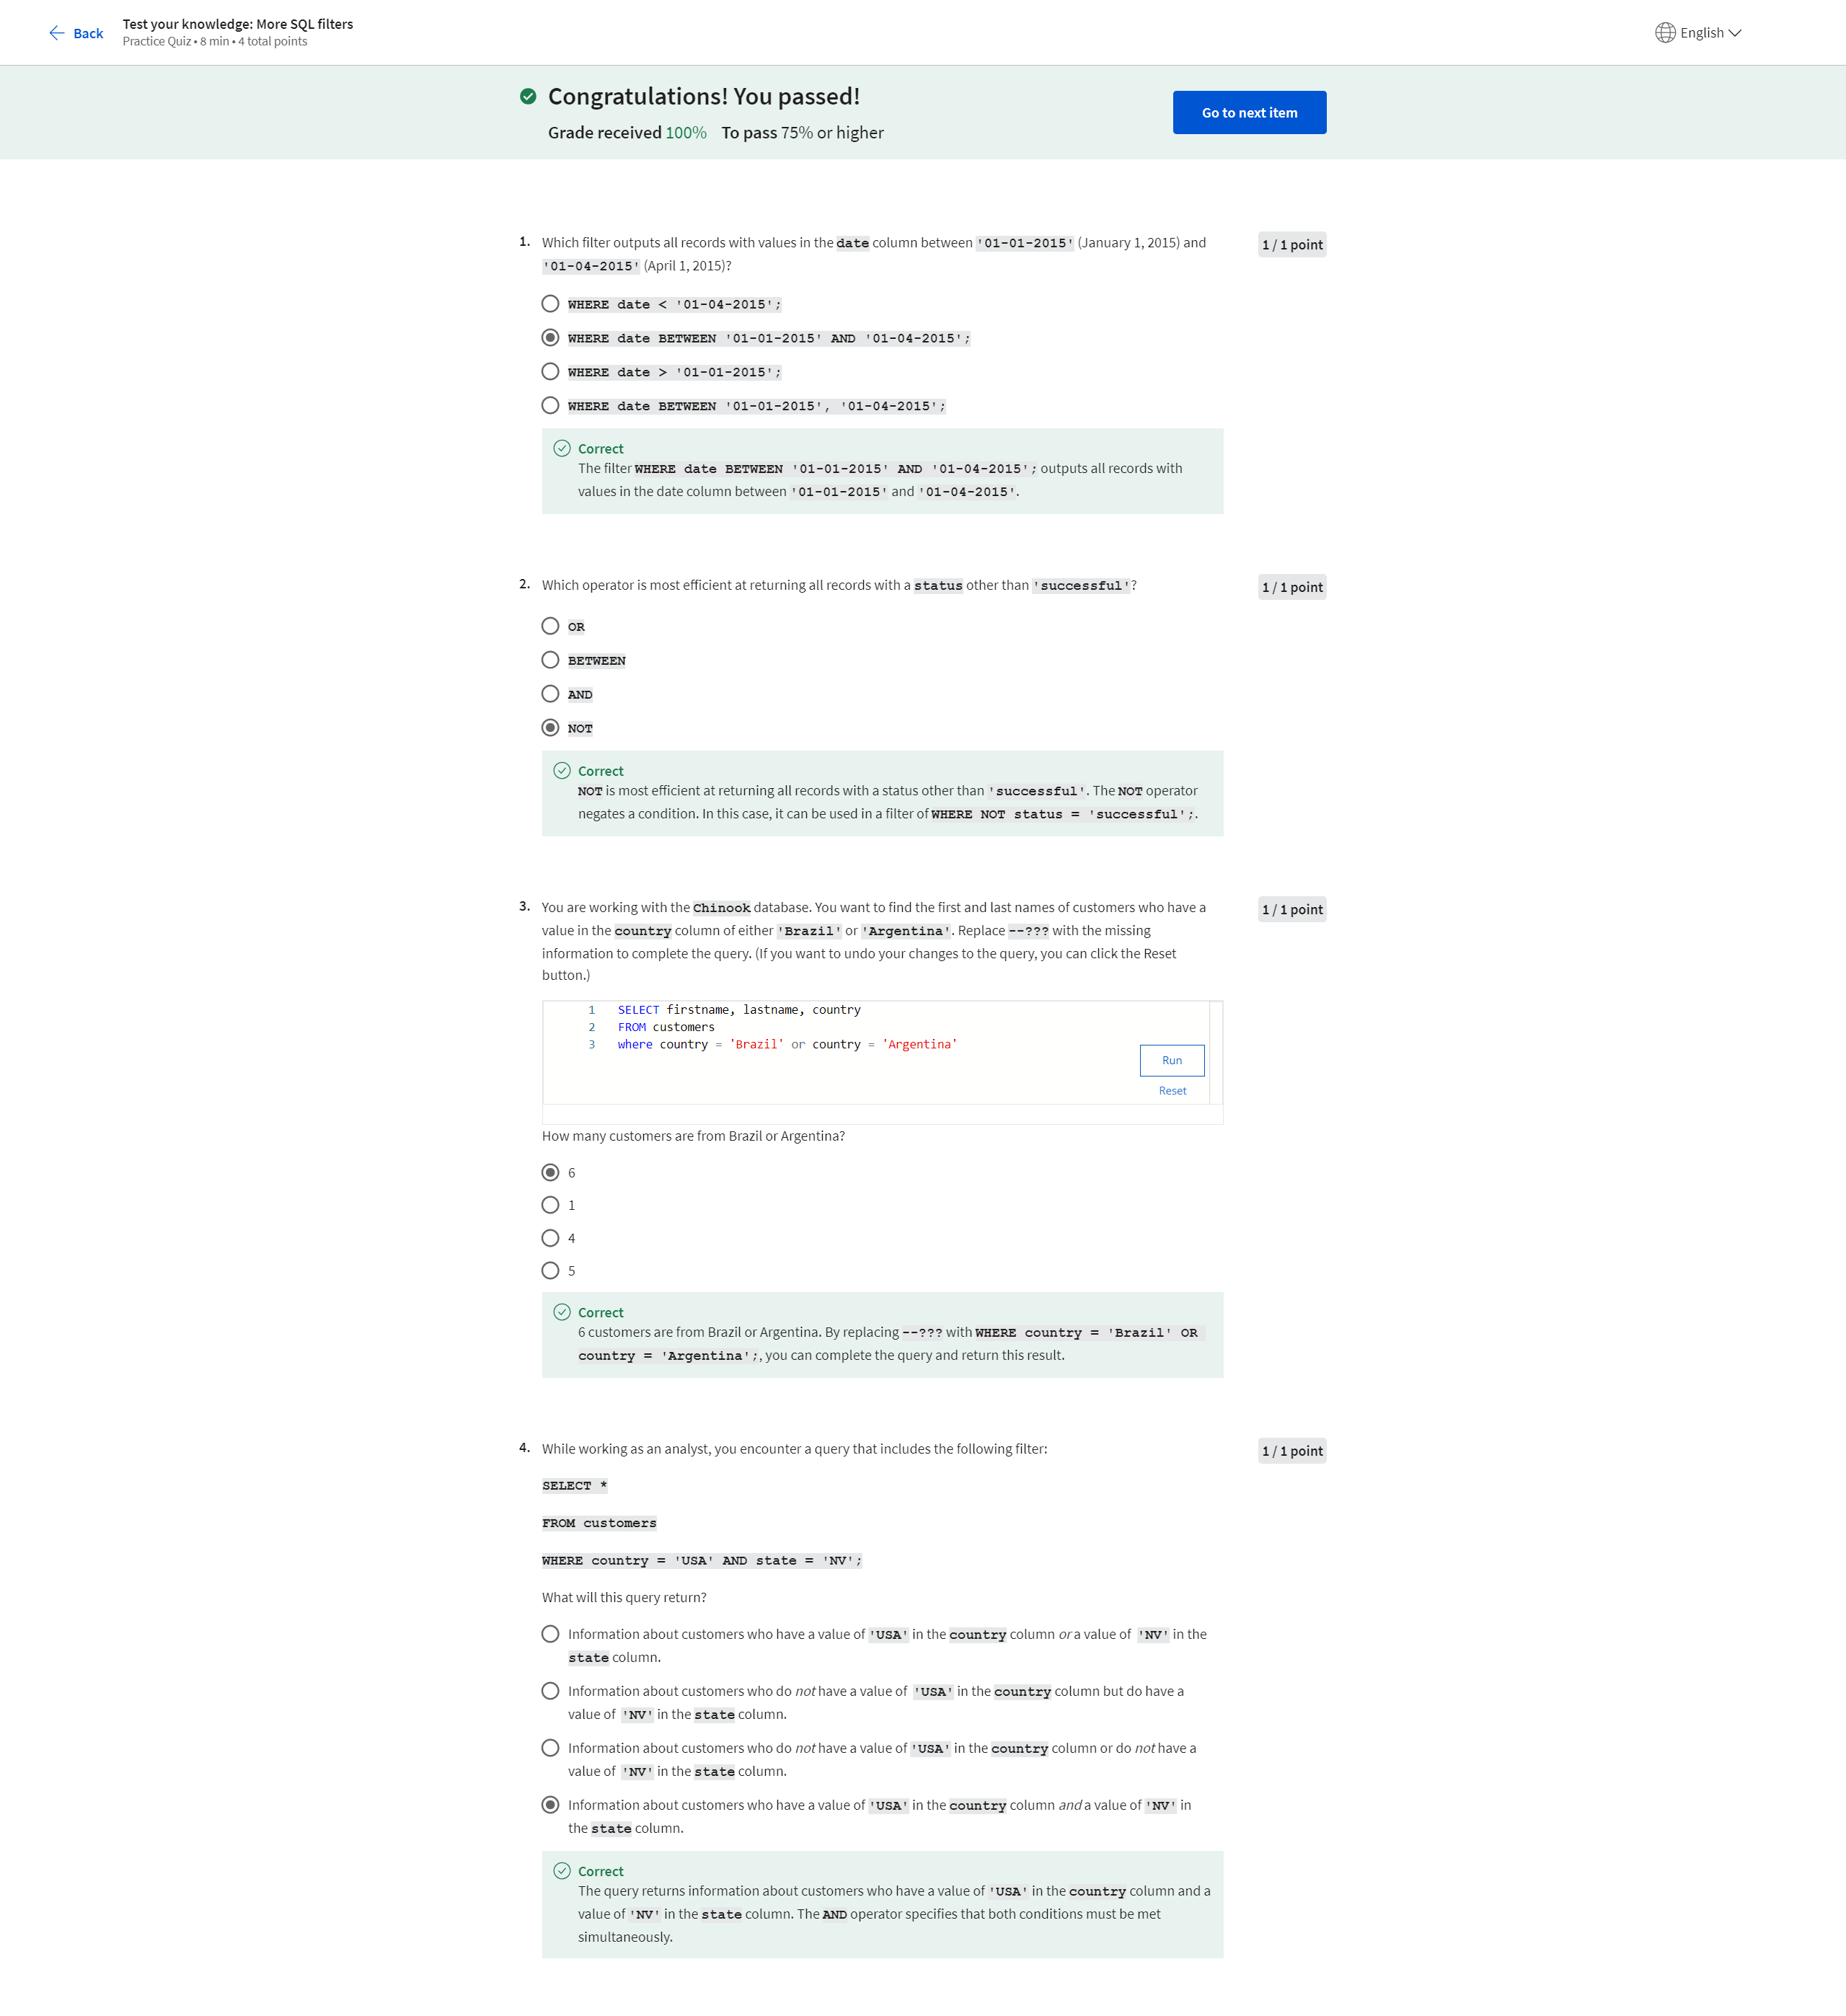 Back
Test your knowledge: More SQL filters
Practice Quiz • 8 min • 4 total points
English
Congratulations! You passed!
Grade received 100% To pass 75% or higher
Go to next item
1. Which filter outputs all records with values in the date column between '01-01-2015' (January 1, 2015) and
'01-04-2015' (April 1, 2015)?
1 / 1 point
WHERE date < '01-04-2015';
WHERE date BETWEEN '01-01-2015' AND '01-04-2015';
WHERE date > '01-01-2015';
WHERE date BETWEEN '01-01-2015', '01-04-2015';
Correct
The filter WHERE date BETWEEN '01-01-2015' AND '01-04-2015'; outputs all records with
values in the date column between '01-01-2015' and '01-04-2015'.
2. Which operator is most efficient at returning all records with a status other than 'successful'?
1 / 1 point
OR
BETWEEN
AND
NOT
Correct
NOT is most efficient at returning all records with a status other than 'successful'. The NOT operator
negates a condition. In this case, it can be used in a filter of WHERE NOT status = 'successful';.
3. You are working with the Chinook database. You want to find the first and last names of customers who have a
value in the country column of either 'Brazil' or 'Argentina'. Replace --??? with the missing
information to complete the query. (If you want to undo your changes to the query, you can click the Reset
button.)
1 / 1 point
1 SELECT firstname, lastname, country
2 FROM customers
3 where country = 'Brazil' or country = 'Argentina'
Run
Reset
How many customers are from Brazil or Argentina?
6
1
4
5
Correct
6 customers are from Brazil or Argentina. By replacing --??? with WHERE country = 'Brazil' OR
country = 'Argentina';, you can complete the query and return this result.
4. While working as an analyst, you encounter a query that includes the following filter:
1 / 1 point
SELECT *
FROM customers
WHERE country = 'USA' AND state = 'NV';
What will this query return?
Information about customers who have a value of 'USA' in the country column or a value of 'NV' in the
state column.
Information about customers who do not have a value of 'USA' in the country column but do have a
value of 'NV' in the state column.
Information about customers who do not have a value of 'USA' in the country column or do not have a
value of 'NV' in the state column.
Information about customers who have a value of 'USA' in the country column and a value of 'NV' in
the state column.
Correct
The query returns information about customers who have a value of 'USA' in the country column and a
value of 'NV' in the state column. The AND operator specifies that both conditions must be met
simultaneously.